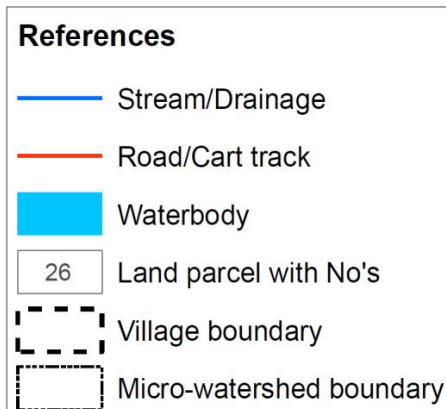 References
Stream/Drainage
Road/Cart track
Waterbody
26 Land parcel with No's
Village boundary
Micro-watershed boundary